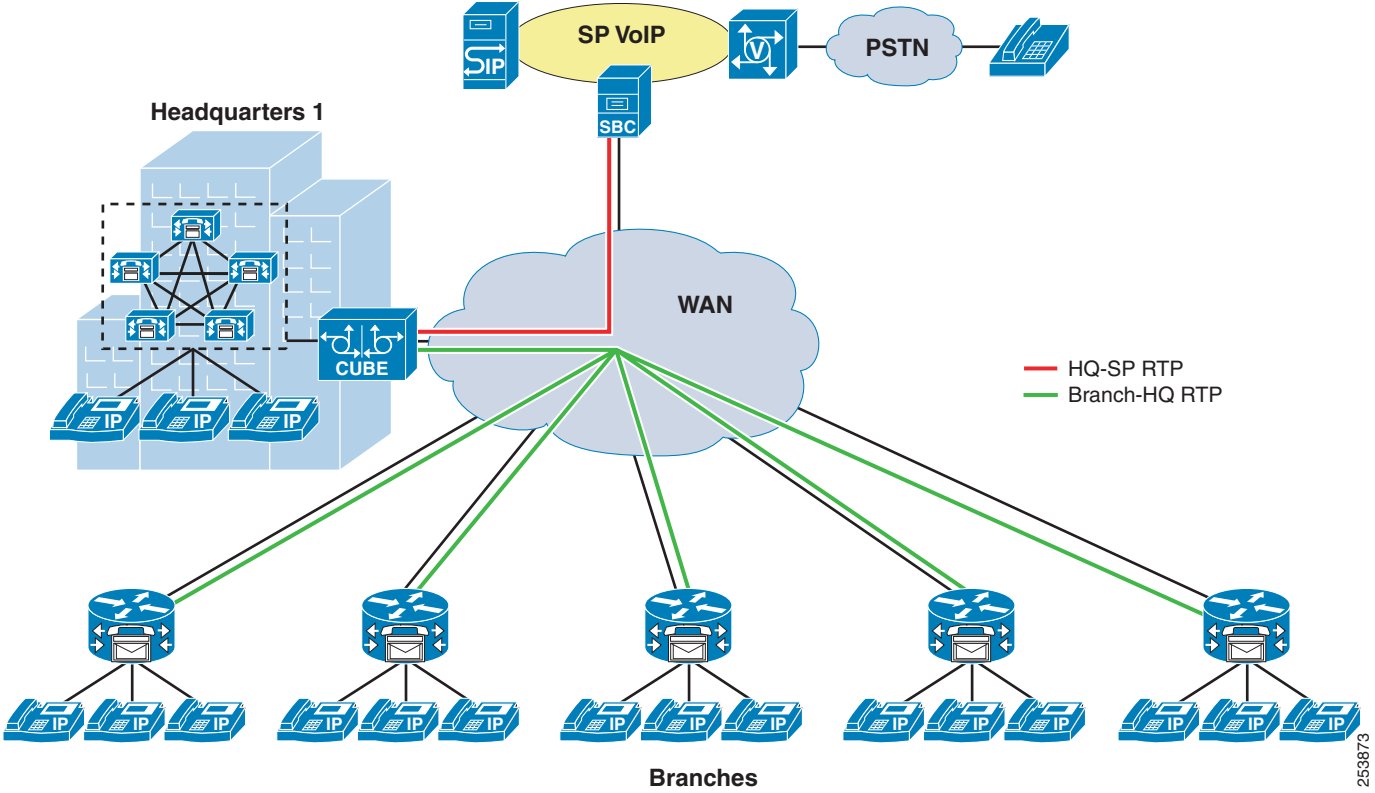 SP VoIP
SIP
V
PSTN
SBC
Headquarters 1
WAN
CUBE
HQ-SP RTP
Branch-HQ RTP
IP IP IP
IP IP IP IP IP IP IP IP IP IP IP IP IP IP IP
Branches
253873